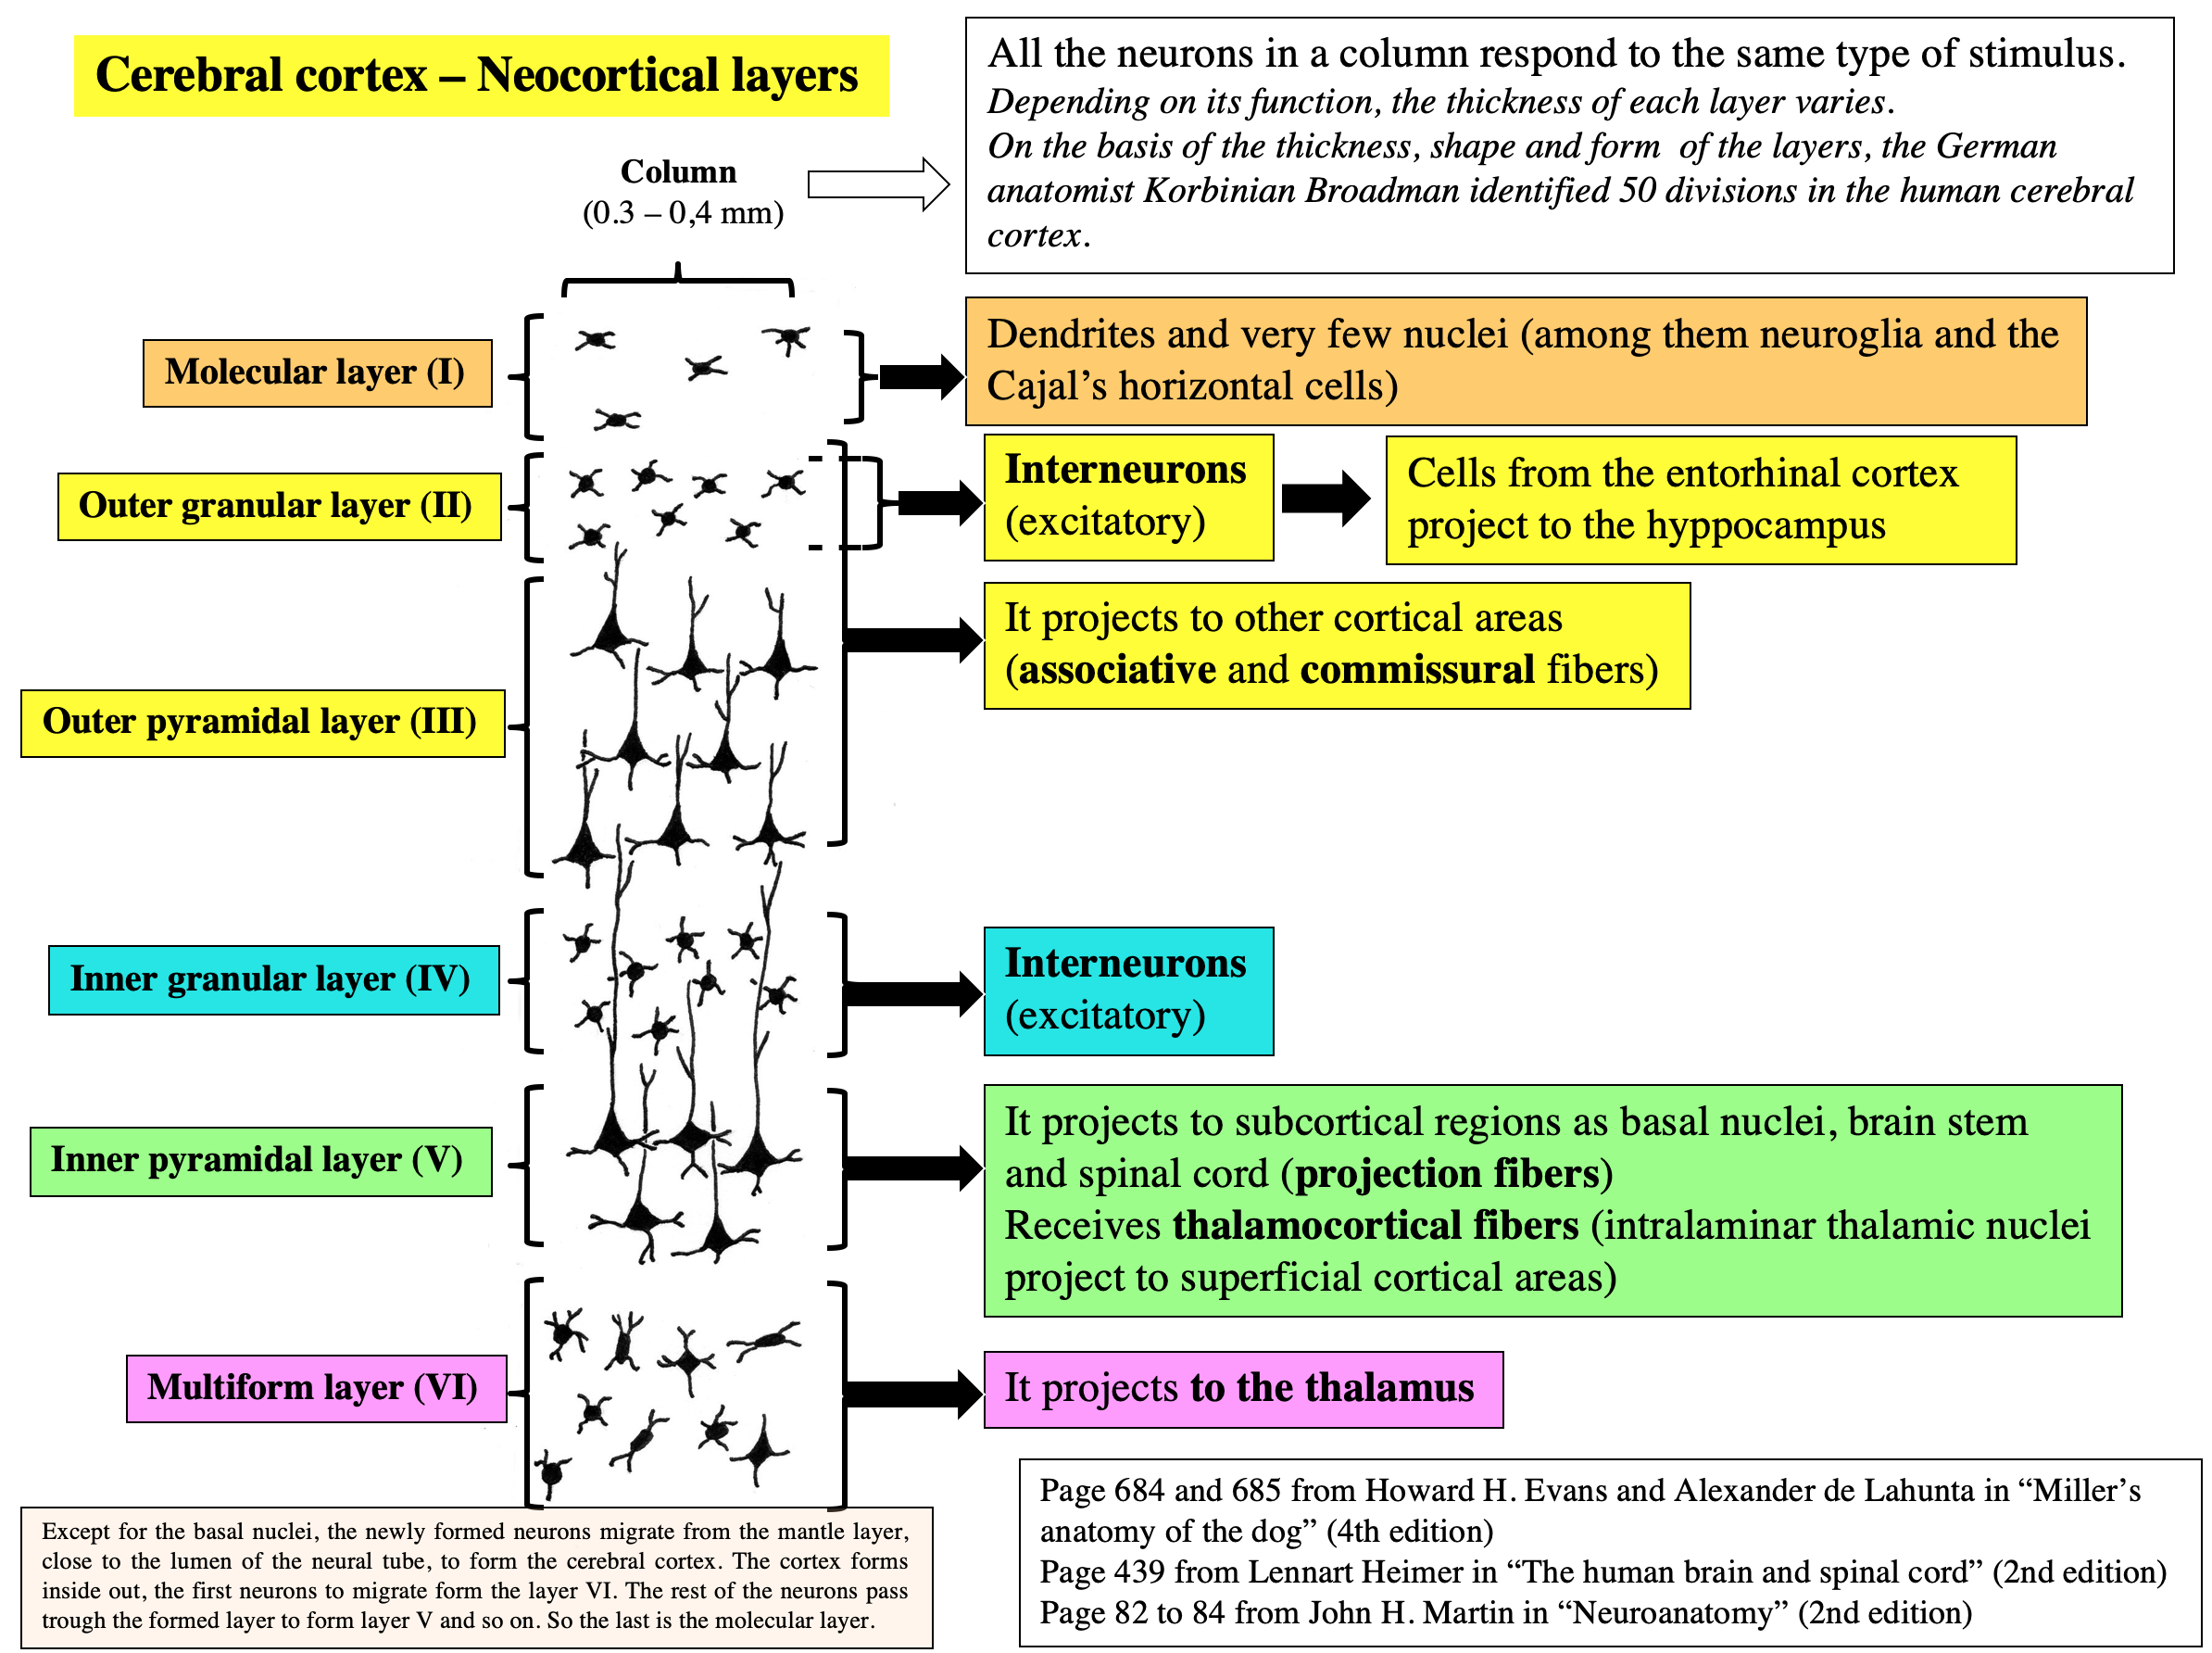 Cerebral cortex – Neocortical layers
All the neurons in a column respond to the same type of stimulus.
Depending on its function, the thickness of each layer varies.
On the basis of the thickness, shape and form  of the layers, the German
anatomist Korbinian Broadman identified 50 divisions in the human cerebral
cortex.
Column
(0.3 – 0,4 mm)
Molecular layer (I)
Dendrites and very few nuclei (among them neuroglia and the
Cajal’s horizontal cells)
Outer granular layer (II)
Interneurons
(excitatory)
Cells from the entorhinal cortex
project to the hyppocampus
Outer pyramidal layer (III)
It projects to other cortical areas
(associative and commissural fibers)
Inner granular layer (IV)
Interneurons
(excitatory)
Inner pyramidal layer (V)
It projects to subcortical regions as basal nuclei, brain stem
and spinal cord (projection fibers)
Receives thalamocortical fibers (intralaminar thalamic nuclei
project to superficial cortical areas)
Multiform layer (VI)
It projects to the thalamus
Except for the basal nuclei, the newly formed neurons migrate from the mantle layer,
close to the lumen of the neural tube, to form the cerebral cortex. The cortex forms
inside out, the first neurons to migrate form the layer VI. The rest of the neurons pass
trough the formed layer to form layer V and so on. So the last is the molecular layer.
Page 684 and 685 from Howard H. Evans and Alexander de Lahunta in “Miller’s
anatomy of the dog” (4th edition)
Page 439 from Lennart Heimer in “The human brain and spinal cord” (2nd edition)
Page 82 to 84 from John H. Martin in “Neuroanatomy” (2nd edition)